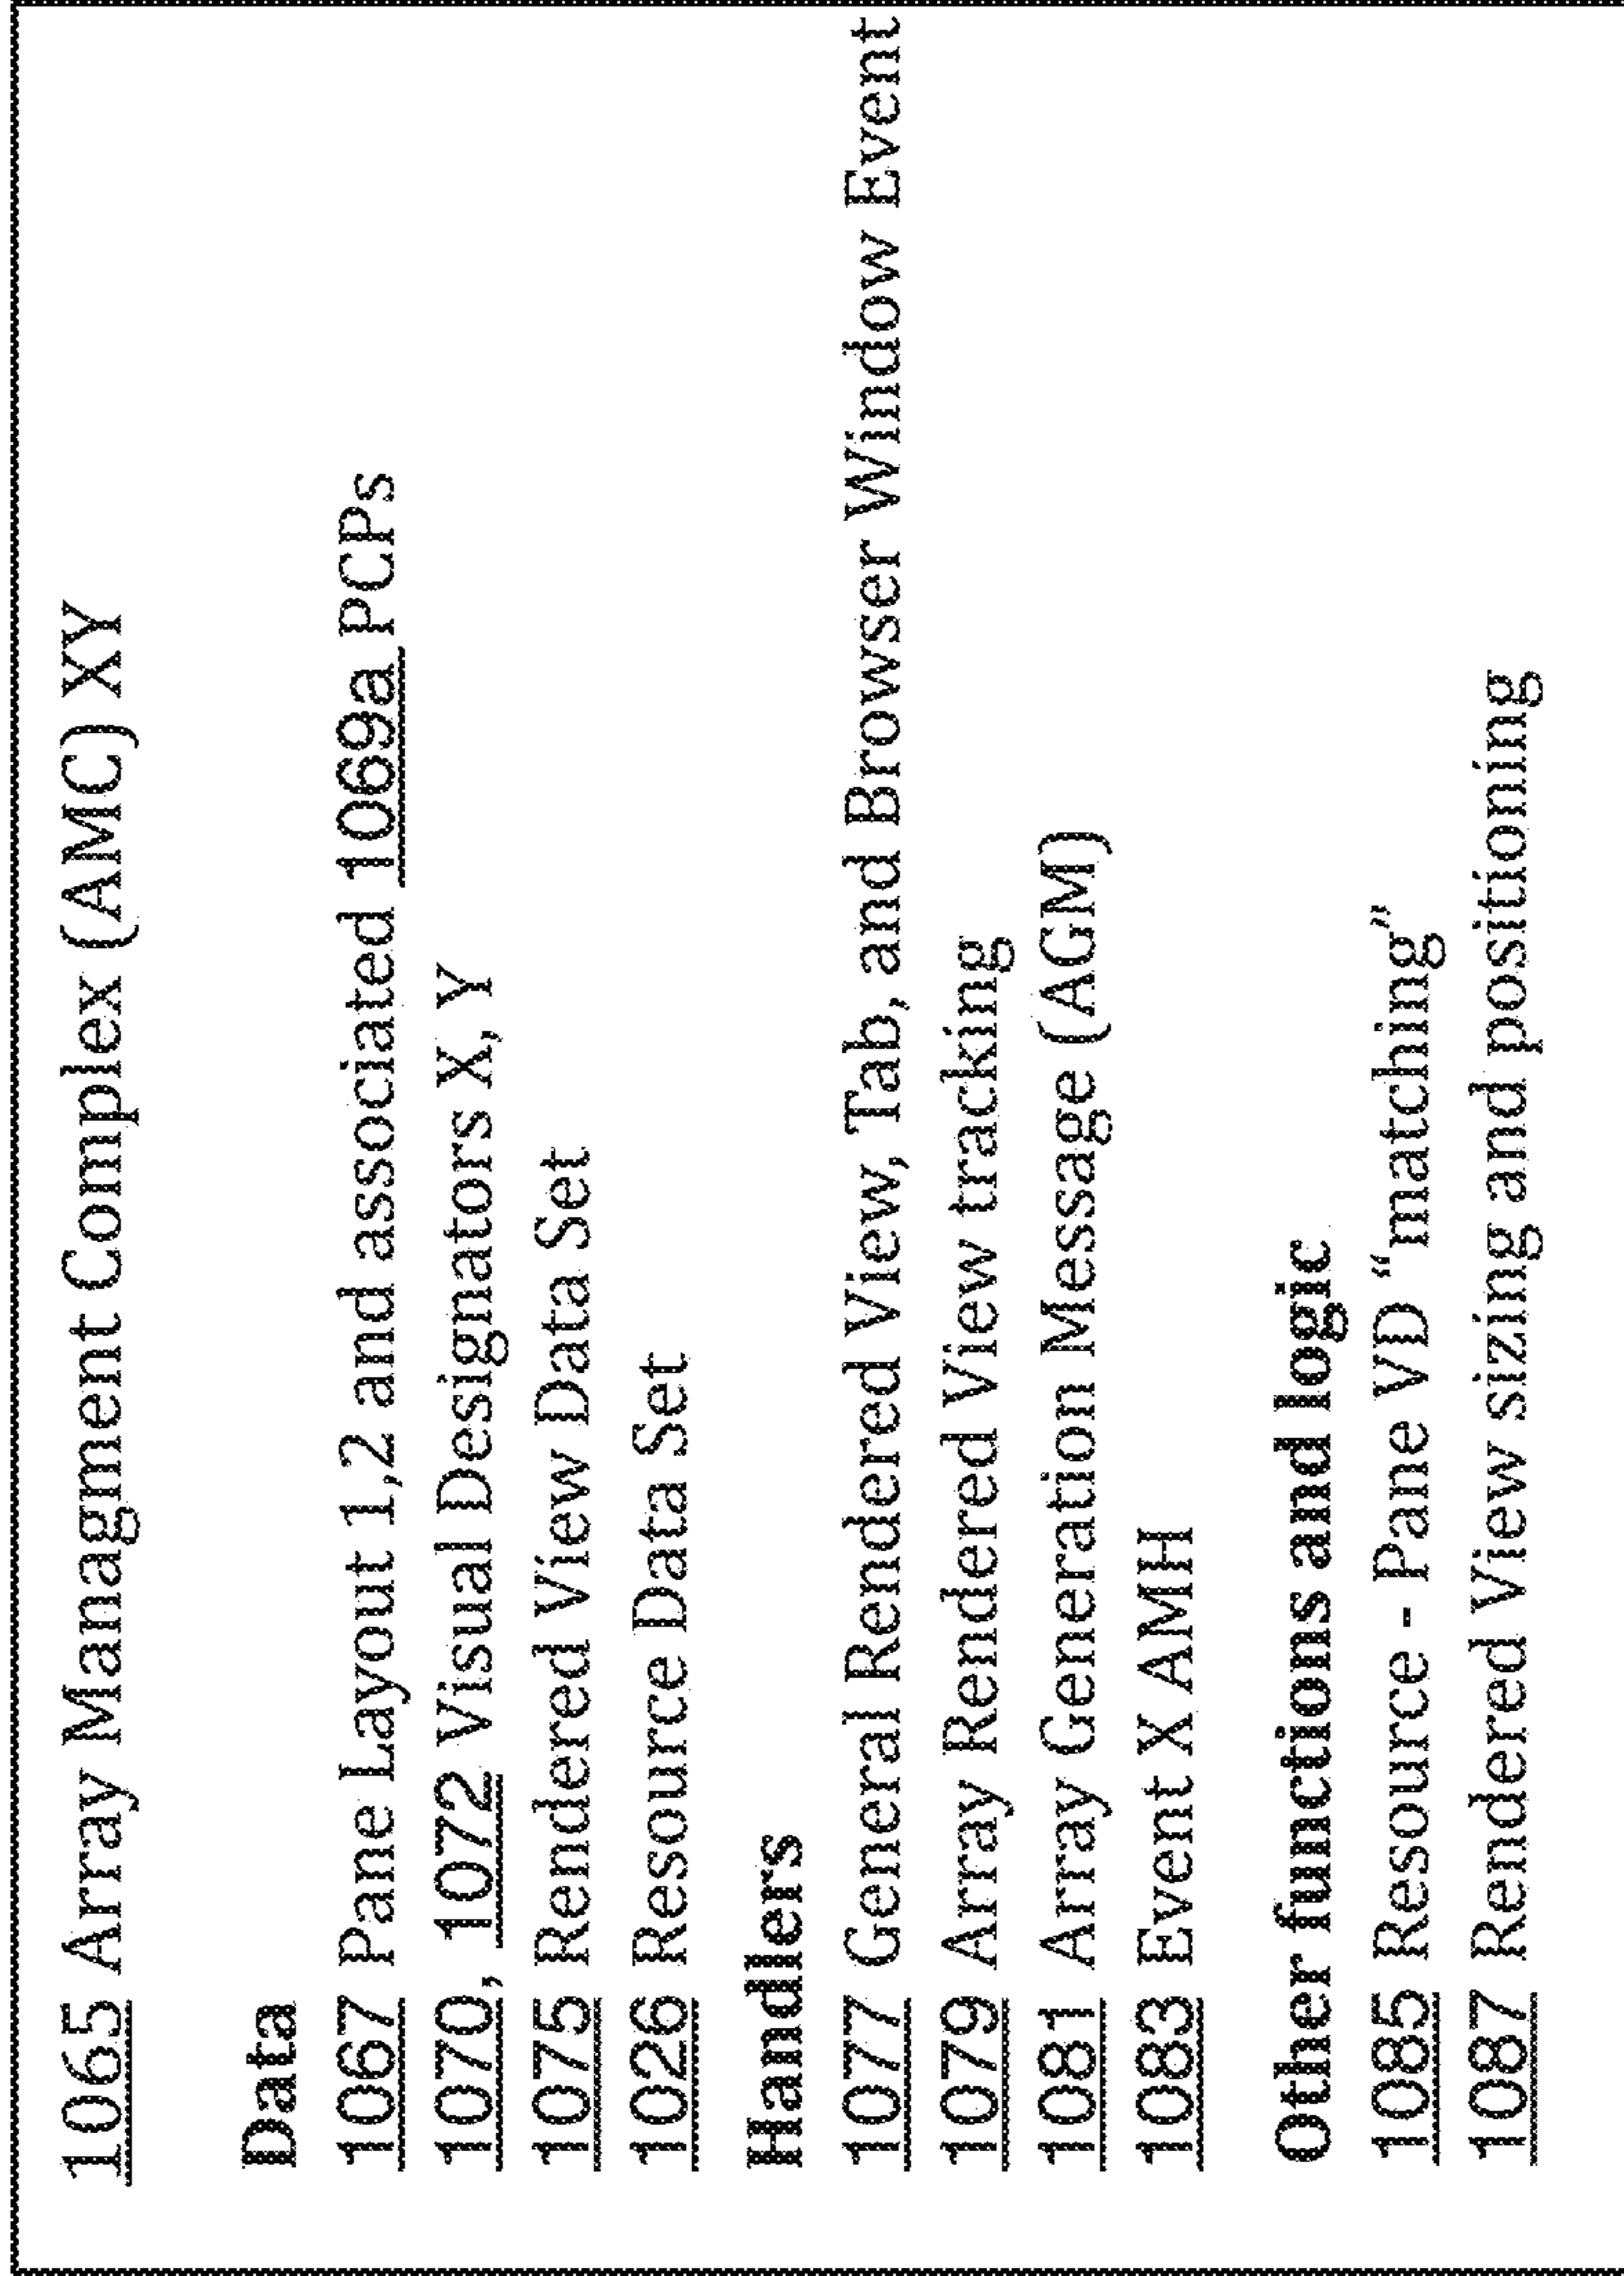 1065 Array Managment Complex (AMC) XY
Data
1067 Pane Layout 1,2 and associated 1069a PCPs
1070, 1072 Visual Designators X, Y
1075 Rendered View Data Set
1026 Resource Data Set
Handlers
1077 General Rendered View, Tab, and Browser Window Event
1079 Array Rendered View tracking
1081 Array Generation Message (AGM)
1083 Event X AMH
Other functions and logic
1085 Resource - Pane VD “matching”
1087 Rendered View sizing and positioning